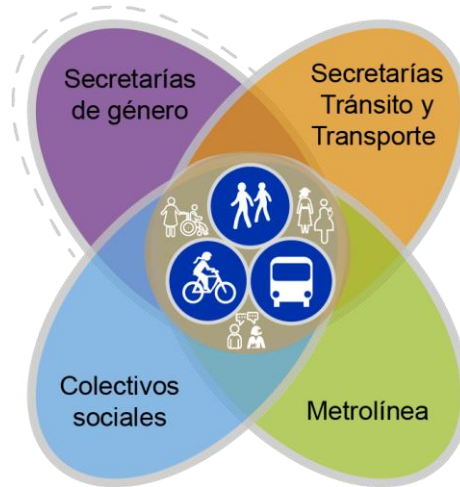 Secretarías
de género
Secretarías
Tránsito y
Transporte
Colectivos
sociales
Metrolínea